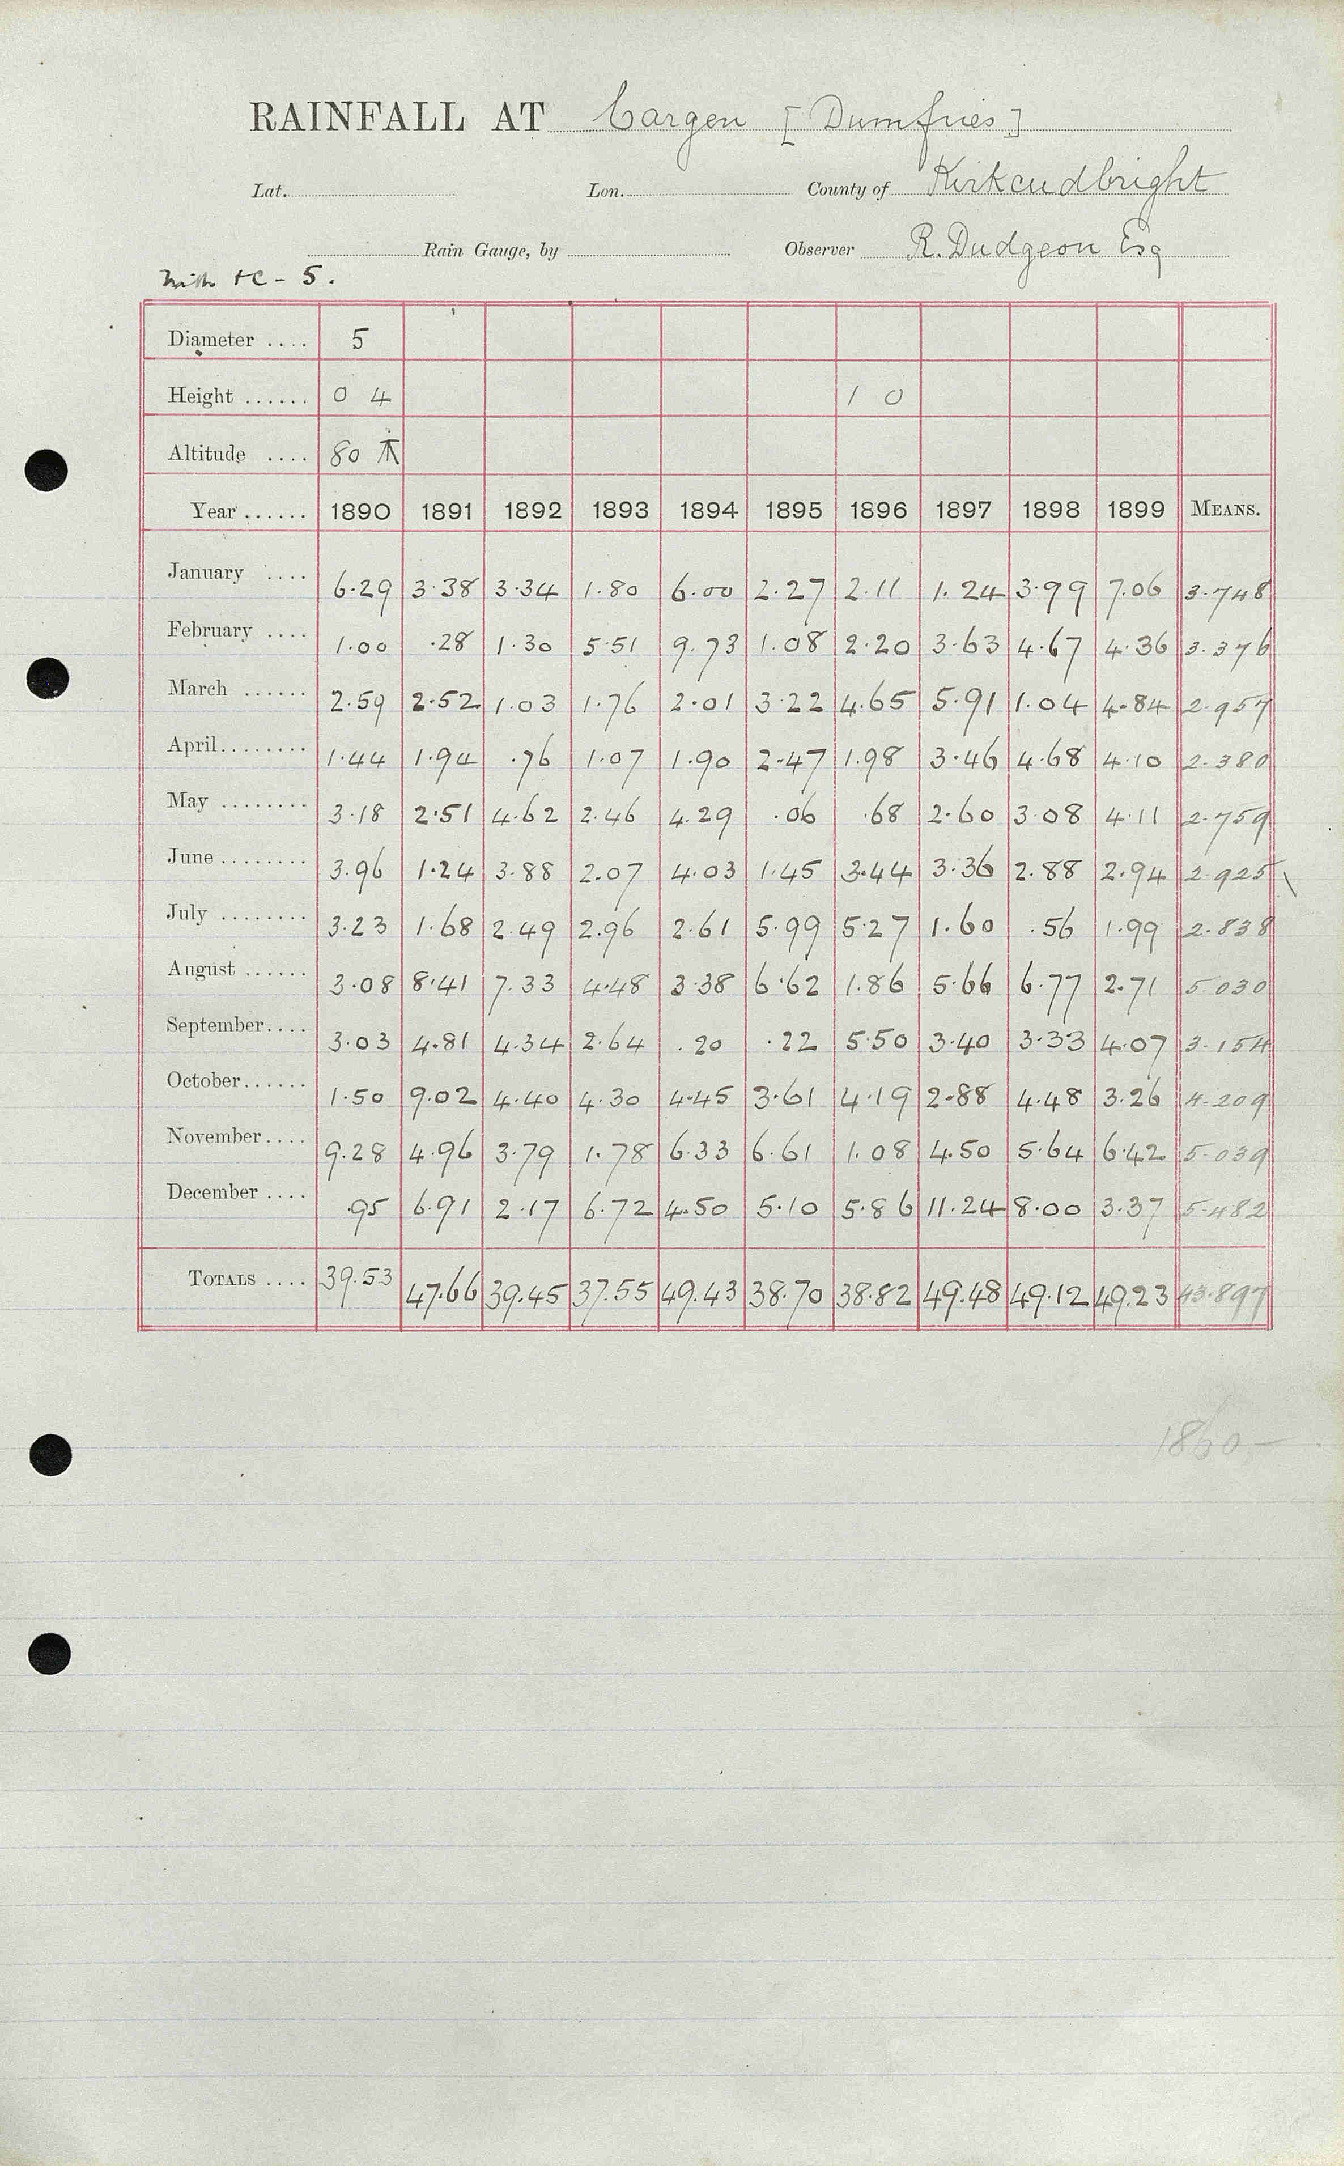 RAINFALL AT Cargen [Dumfries]
Lat. Lon. County of Kirkcudbright
Rain Gauge, by Observer R. Dudgeon Esq
- 5.
Diameter .... 5
Height ...... 0 4 1 0
Altitude .... 80
Year ...... 1890 1891 1892 1893 1894 1895 1896 1897 1898 1899 MEANS.
January .... 6.29 3.38 3.34 1.80 6.00 2.27 2.11 1.24 3.99 7.06 3.748
February .... 1.00 .28 1.30 5.51 9.73 1.08 2.20 3.63 4.67 4.36 3.376
March ...... 2.59 2.52 1.03 1.76 2.01 3.22 4.65 5.91 1.04 4.84 2.957
April........ 1.44 1.94 .76 1.07 1.90 2.47 1.98 3.46 4.68 4.10 2.380
May ........ 3.18 2.51 4.62 2.46 4.29 .06 .68 2.60 3.08 4.11 2.759
June ........ 3.96 1.24 3.88 2.07 4.03 1.45 3.44 3.36 2.88 2.94 2.925
July ........ 3.23 1.68 2.49 2.96 2.61 5.99 5.27 1.60 .56 1.99 2.838
August ...... 3.08 8.41 7.33 4.48 3.38 6.62 1.86 5.66 6.77 2.71 5.030
September.... 3.03 4.81 4.34 2.64 .20 .22 5.50 3.40 3.33 4.07 3.154
October...... 1.50 9.02 4.40 4.30 4.45 3.61 4.19 2.88 4.48 3.26 4.209
November.... 9.28 4.96 3.79 1.78 6.33 6.61 1.08 4.50 5.64 6.42 5.039
December .... .95 6.91 2.17 6.72 4.50 5.10 5.86 11.24 8.00 3.37 5.482
TOTALS .... 39.53 47.66 39.45 37.55 49.43 38.70 38.82 49.48 49.12 49.23 43.897
1860.-